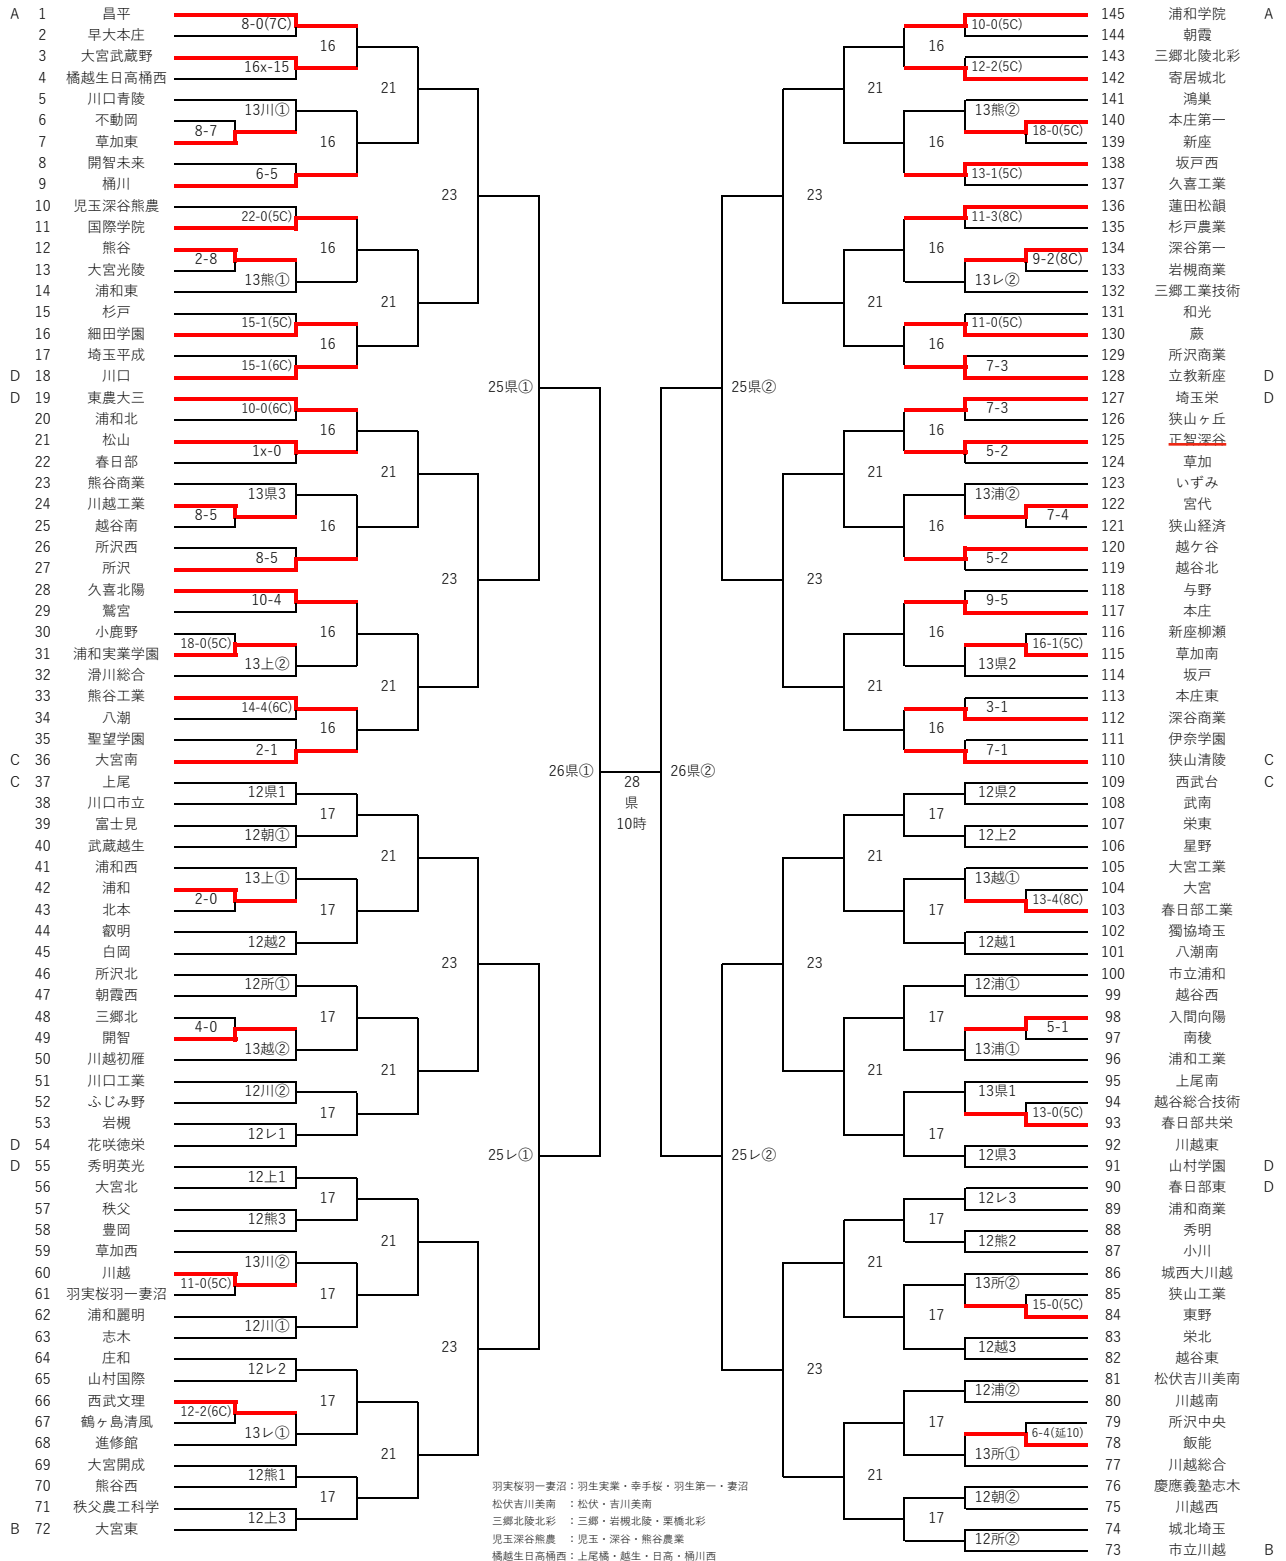 A 1 昌平
2 早大本庄
3 大宮武蔵野
4 橘越生日高桶西
5 川口青陵
6 不動岡
7 草加東
8 開智未来
9 桶川
10 児玉深谷熊農
11 国際学院
12 熊谷
13 大宮光陵
14 浦和東
15 杉戸
16 細田学園
17 埼玉平成
D 18 川口
D 19 東農大三
20 浦和北
21 松山
22 春日部
23 熊谷商業
24 川越工業
25 越谷南
26 所沢西
27 所沢
28 久喜北陽
29 鷲宮
30 小鹿野
31 浦和実業学園
32 滑川総合
33 熊谷工業
34 八潮
35 聖望学園
C 36 大宮南
C 37 上尾
38 川口市立
39 富士見
40 武蔵越生
41 浦和西
42 浦和
43 北本
44 叡明
45 白岡
46 所沢北
47 朝霞西
48 三郷北
49 開智
50 川越初雁
51 川口工業
52 ふじみ野
53 岩槻
D 54 花咲徳栄
D 55 秀明英光
56 大宮北
57 秩父
58 豊岡
59 草加西
60 川越
61 羽実桜羽一妻沼
62 浦和麗明
63 志木
64 庄和
65 山村国際
66 西武文理
67 鶴ヶ島清風
68 進修館
69 大宮開成
70 熊谷西
71 秩父農工科学
B 72 大宮東
8-0(7C)
16x-15
13川①
8-7
6-5
22-0(5C)
2-8
13熊①
15-1(5C)
15-1(6C)
10-0(6C)
1x-0
13県3
8-5
8-5
10-4
18-0(5C)
13上②
14-4(6C)
2-1
12県1
12朝①
13上①
2-0
12越2
12所①
4-0
13越②
12川②
12レ1
12上1
12熊3
13川②
11-0(5C)
12川①
12レ2
12-2(6C)
13レ①
12熊1
12上3
16
16
16
16
16
16
16
16
17
17
17
17
17
17
17
17
21
21
21
21
21
21
21
21
23
23
23
23
25県①
25レ①
26県①
28
県
10時
26県②
25県②
25レ②
23
23
23
23
21
21
21
21
21
21
21
21
16
16
16
16
16
16
16
16
17
17
17
17
17
17
17
17
10-0(5C)
12-2(5C)
13熊②
18-0(5C)
13-1(5C)
11-3(8C)
9-2(8C)
13レ②
11-0(5C)
7-3
7-3
5-2
13浦②
7-4
5-2
9-5
16-1(5C)
13県2
3-1
7-1
12県2
12上2
13越①
13-4(8C)
12越1
12浦①
5-1
13浦①
13県1
13-0(5C)
12県3
12レ3
12熊2
13所②
15-0(5C)
12越3
12浦②
6-4(延10)
13所①
12朝②
12所②
145 浦和学院 A
144 朝霞
143 三郷北陵北彩
142 寄居城北
141 鴻巣
140 本庄第一
139 新座
138 坂戸西
137 久喜工業
136 蓮田松韻
135 杉戸農業
134 深谷第一
133 岩槻商業
132 三郷工業技術
131 和光
130 蕨
129 所沢商業
128 立教新座 D
127 埼玉栄 D
126 狭山ヶ丘
125 正智深谷
124 草加
123 いずみ
122 宮代
121 狭山経済
120 越ケ谷
119 越谷北
118 与野
117 本庄
116 新座柳瀬
115 草加南
114 坂戸
113 本庄東
112 深谷商業
111 伊奈学園
110 狭山清陵 C
109 西武台 C
108 武南
107 栄東
106 星野
105 大宮工業
104 大宮
103 春日部工業
102 獨協埼玉
101 八潮南
100 市立浦和
99 越谷西
98 入間向陽
97 南稜
96 浦和工業
95 上尾南
94 越谷総合技術
93 春日部共栄
92 川越東
91 山村学園 D
90 春日部東 D
89 浦和商業
88 秀明
87 小川
86 城西大川越
85 狭山工業
84 東野
83 栄北
82 越谷東
81 松伏吉川美南
80 川越南
79 所沢中央
78 飯能
77 川越総合
76 慶應義塾志木
75 川越西
74 城北埼玉
73 市立川越 B
羽実桜羽一妻沼：羽生実業・幸手桜・羽生第一・妻沼
松伏吉川美南 ：松伏・吉川美南
三郷北陵北彩 ：三郷・岩槻北陵・栗橋北彩
児玉深谷熊農 ：児玉・深谷・熊谷農業
橘越生日高桶西：上尾橘・越生・日高・桶川西